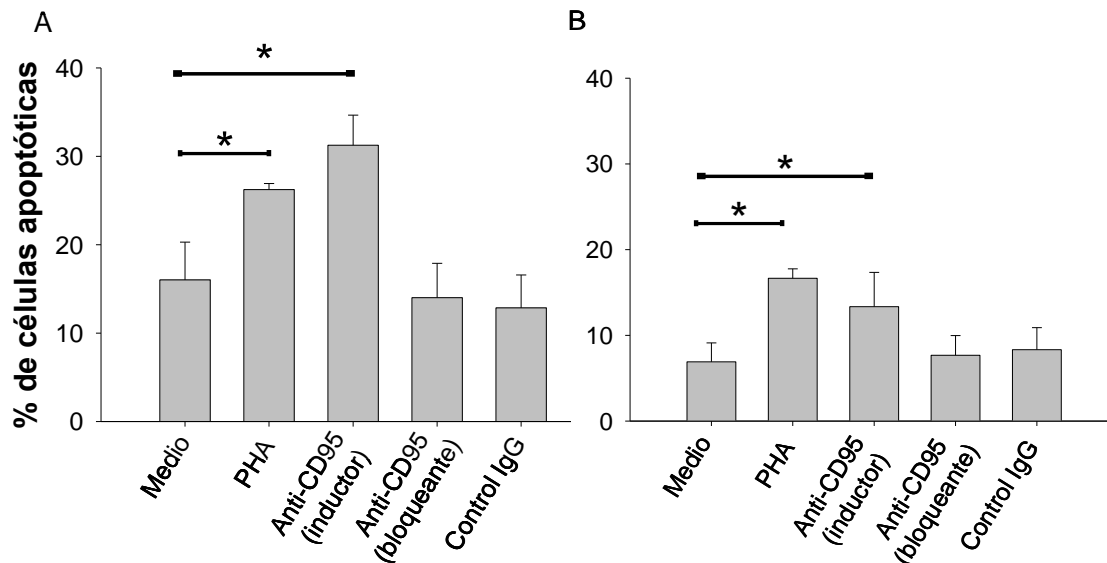 A
B
% de células apoptóticas
40
30
20
10
0
*
*
Medio
PHA
Anti-CD95
(inductor)
Anti-CD95
(bloqueante)
Control IgG
40
30
20
10
0
*
*
Medio
PHA
Anti-CD95
(inductor)
Anti-CD95
(bloqueante)
Control IgG